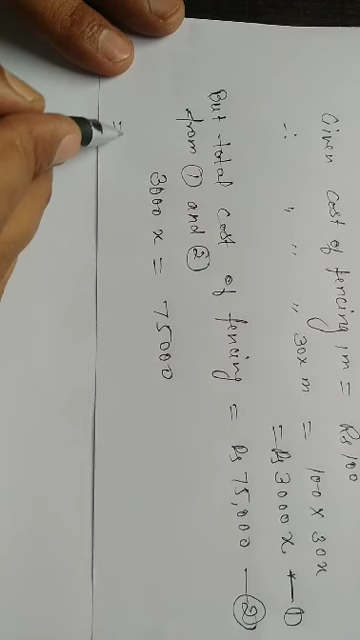 Given cost of fencing 1m = Rs 100
∴ " " " 30x m = 100 x 30x
= Rs 3000x — ①
But total cost of fencing = Rs 75,000 — ②
from ① and ②
3000 x = 75000